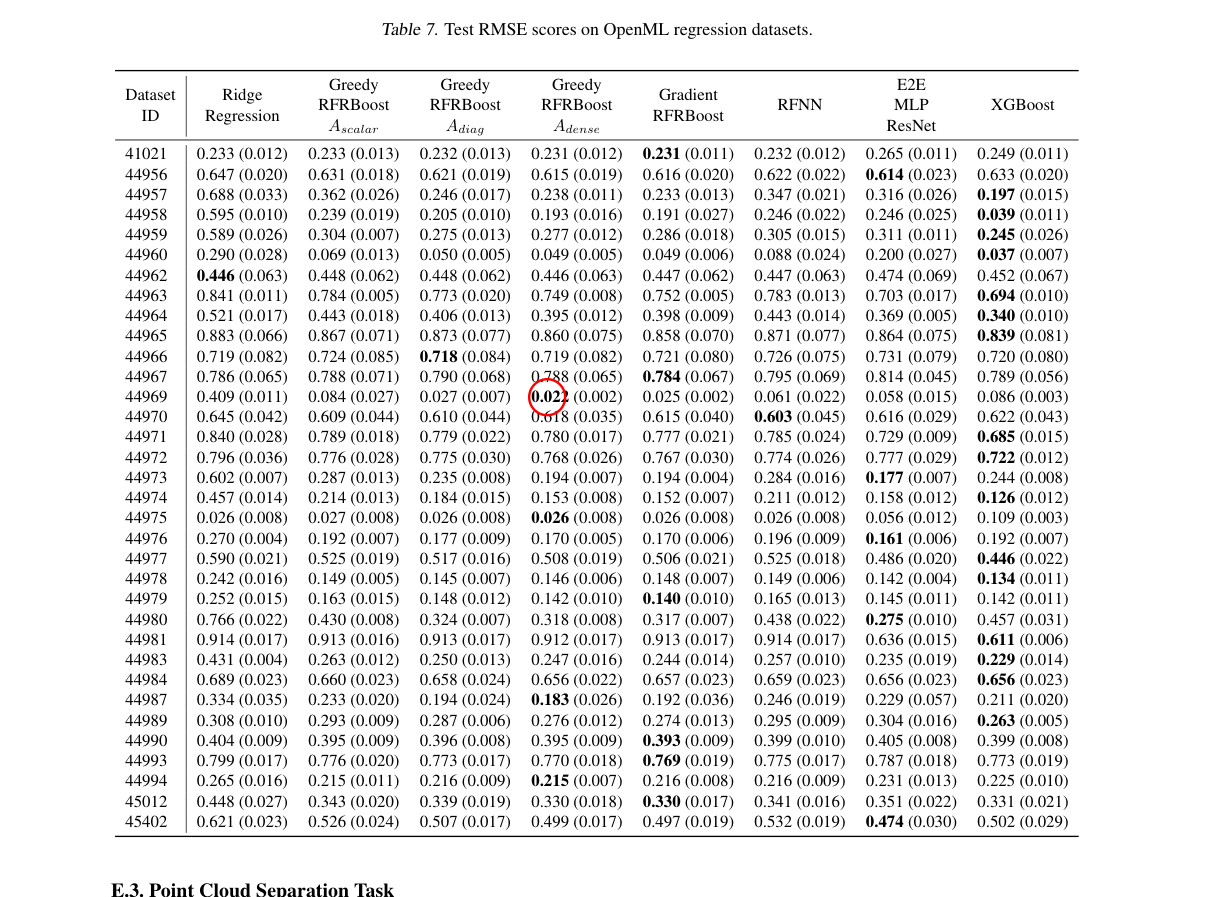 Table 7. Test RMSE scores on OpenML regression datasets.
Dataset ID | Ridge Regression | Greedy RFRBoost A_scalar | Greedy RFRBoost A_diag | Greedy RFRBoost A_dense | Gradient RFRBoost | RFNN | E2E MLP ResNet | XGBoost
41021 0.233 (0.012) 0.233 (0.013) 0.232 (0.013) 0.231 (0.012) 0.231 (0.011) 0.232 (0.012) 0.265 (0.011) 0.249 (0.011)
44956 0.647 (0.020) 0.631 (0.018) 0.621 (0.019) 0.615 (0.019) 0.616 (0.020) 0.622 (0.022) 0.614 (0.023) 0.633 (0.020)
44957 0.688 (0.033) 0.362 (0.026) 0.246 (0.017) 0.238 (0.011) 0.233 (0.013) 0.347 (0.021) 0.316 (0.026) 0.197 (0.015)
44958 0.595 (0.010) 0.239 (0.019) 0.205 (0.010) 0.193 (0.016) 0.191 (0.027) 0.246 (0.022) 0.246 (0.025) 0.039 (0.011)
44959 0.589 (0.026) 0.304 (0.007) 0.275 (0.013) 0.277 (0.012) 0.286 (0.018) 0.305 (0.015) 0.311 (0.011) 0.245 (0.026)
44960 0.290 (0.028) 0.069 (0.013) 0.050 (0.005) 0.049 (0.005) 0.049 (0.006) 0.088 (0.024) 0.200 (0.027) 0.037 (0.007)
44962 0.446 (0.063) 0.448 (0.062) 0.448 (0.062) 0.446 (0.063) 0.447 (0.062) 0.447 (0.063) 0.474 (0.069) 0.452 (0.067)
44963 0.841 (0.011) 0.784 (0.005) 0.773 (0.020) 0.749 (0.008) 0.752 (0.005) 0.783 (0.013) 0.703 (0.017) 0.694 (0.010)
44964 0.521 (0.017) 0.443 (0.018) 0.406 (0.013) 0.395 (0.012) 0.398 (0.009) 0.443 (0.014) 0.369 (0.005) 0.340 (0.010)
44965 0.883 (0.066) 0.867 (0.071) 0.873 (0.077) 0.860 (0.075) 0.858 (0.070) 0.871 (0.077) 0.864 (0.075) 0.839 (0.081)
44966 0.719 (0.082) 0.724 (0.085) 0.718 (0.084) 0.719 (0.082) 0.721 (0.080) 0.726 (0.075) 0.731 (0.079) 0.720 (0.080)
44967 0.786 (0.065) 0.788 (0.071) 0.790 (0.068) 0.788 (0.065) 0.784 (0.067) 0.795 (0.069) 0.814 (0.045) 0.789 (0.056)
44969 0.409 (0.011) 0.084 (0.027) 0.027 (0.007) 0.022 (0.002) 0.025 (0.002) 0.061 (0.022) 0.058 (0.015) 0.086 (0.003)
44970 0.645 (0.042) 0.609 (0.044) 0.610 (0.044) 0.618 (0.035) 0.615 (0.040) 0.603 (0.045) 0.616 (0.029) 0.622 (0.043)
44971 0.840 (0.028) 0.789 (0.018) 0.779 (0.022) 0.780 (0.017) 0.777 (0.021) 0.785 (0.024) 0.729 (0.009) 0.685 (0.015)
44972 0.796 (0.036) 0.776 (0.028) 0.775 (0.030) 0.768 (0.026) 0.767 (0.030) 0.774 (0.026) 0.777 (0.029) 0.722 (0.012)
44973 0.602 (0.007) 0.287 (0.013) 0.235 (0.008) 0.194 (0.007) 0.194 (0.004) 0.284 (0.016) 0.177 (0.007) 0.244 (0.008)
44974 0.457 (0.014) 0.214 (0.013) 0.184 (0.015) 0.153 (0.008) 0.152 (0.007) 0.211 (0.012) 0.158 (0.012) 0.126 (0.012)
44975 0.026 (0.008) 0.027 (0.008) 0.026 (0.008) 0.026 (0.008) 0.026 (0.008) 0.026 (0.008) 0.056 (0.012) 0.109 (0.003)
44976 0.270 (0.004) 0.192 (0.007) 0.177 (0.009) 0.170 (0.005) 0.170 (0.006) 0.196 (0.009) 0.161 (0.006) 0.192 (0.007)
44977 0.590 (0.021) 0.525 (0.019) 0.517 (0.016) 0.508 (0.019) 0.506 (0.021) 0.525 (0.018) 0.486 (0.020) 0.446 (0.022)
44978 0.242 (0.016) 0.149 (0.005) 0.145 (0.007) 0.146 (0.006) 0.148 (0.007) 0.149 (0.006) 0.142 (0.004) 0.134 (0.011)
44979 0.252 (0.015) 0.163 (0.015) 0.148 (0.012) 0.142 (0.010) 0.140 (0.010) 0.165 (0.013) 0.145 (0.011) 0.142 (0.011)
44980 0.766 (0.022) 0.430 (0.008) 0.324 (0.007) 0.318 (0.008) 0.317 (0.007) 0.438 (0.022) 0.275 (0.010) 0.457 (0.031)
44981 0.914 (0.017) 0.913 (0.016) 0.913 (0.017) 0.912 (0.017) 0.913 (0.017) 0.914 (0.017) 0.636 (0.015) 0.611 (0.006)
44983 0.431 (0.004) 0.263 (0.012) 0.250 (0.013) 0.247 (0.016) 0.244 (0.014) 0.257 (0.010) 0.235 (0.019) 0.229 (0.014)
44984 0.689 (0.023) 0.660 (0.023) 0.658 (0.024) 0.656 (0.022) 0.657 (0.023) 0.659 (0.023) 0.656 (0.023) 0.656 (0.023)
44987 0.334 (0.035) 0.233 (0.020) 0.194 (0.024) 0.183 (0.026) 0.192 (0.036) 0.246 (0.019) 0.229 (0.057) 0.211 (0.020)
44989 0.308 (0.010) 0.293 (0.009) 0.287 (0.006) 0.276 (0.012) 0.274 (0.013) 0.295 (0.009) 0.304 (0.016) 0.263 (0.005)
44990 0.404 (0.009) 0.395 (0.009) 0.396 (0.008) 0.395 (0.009) 0.393 (0.009) 0.399 (0.010) 0.405 (0.008) 0.399 (0.008)
44993 0.799 (0.017) 0.776 (0.020) 0.773 (0.017) 0.770 (0.018) 0.769 (0.019) 0.775 (0.017) 0.787 (0.018) 0.773 (0.019)
44994 0.265 (0.016) 0.215 (0.011) 0.216 (0.009) 0.215 (0.007) 0.216 (0.008) 0.216 (0.009) 0.231 (0.013) 0.225 (0.010)
45012 0.448 (0.027) 0.343 (0.020) 0.339 (0.019) 0.330 (0.018) 0.330 (0.017) 0.341 (0.016) 0.351 (0.022) 0.331 (0.021)
45402 0.621 (0.023) 0.526 (0.024) 0.507 (0.017) 0.499 (0.017) 0.497 (0.019) 0.532 (0.019) 0.474 (0.030) 0.502 (0.029)
E.3. Point Cloud Separation Task